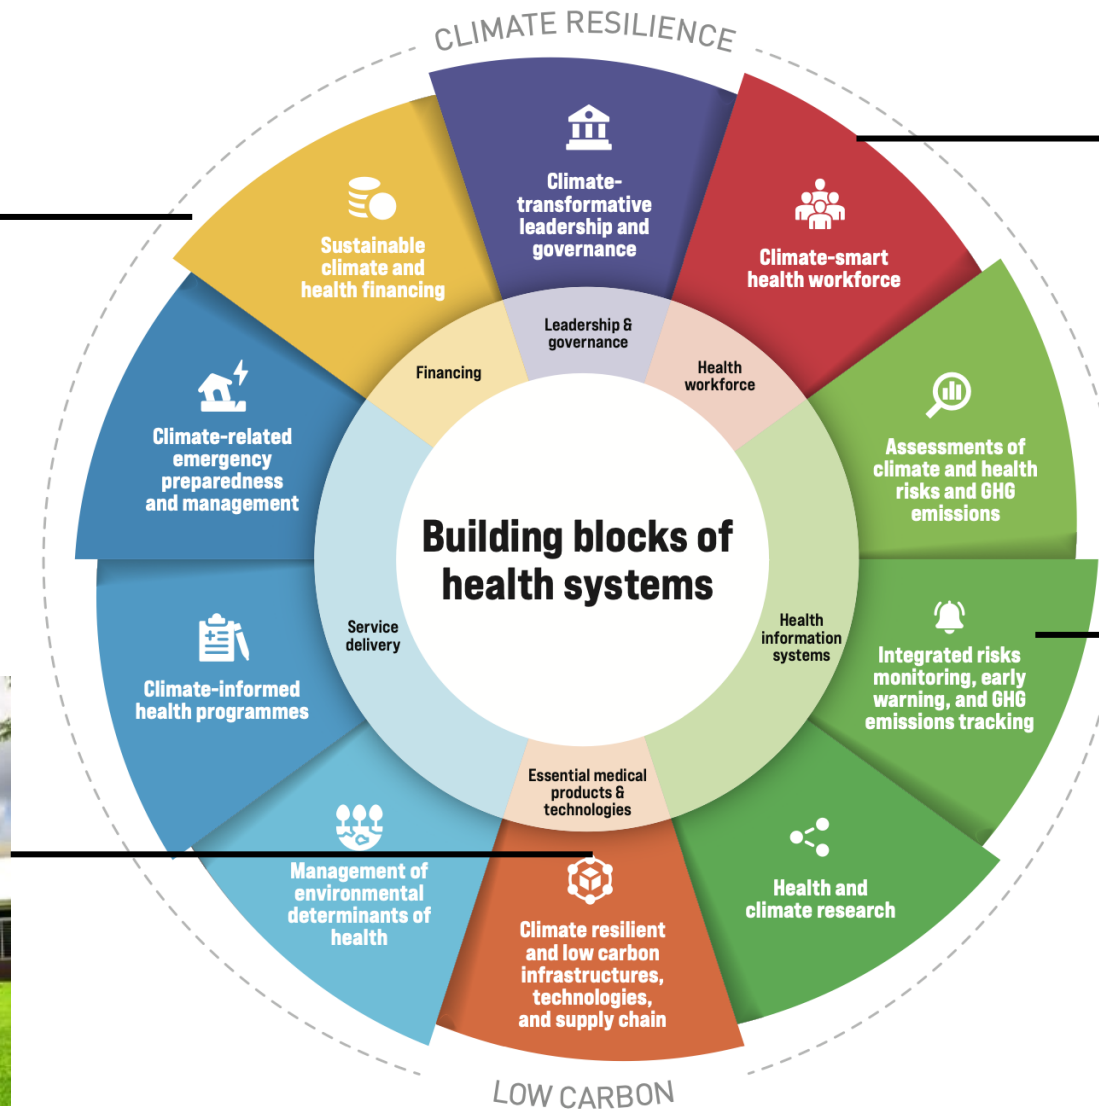 CLIMATE RESILIENCE
Climate-
transformative
leadership and
governance
Climate-smart
health workforce
Assessments of
climate and health
risks and GHG
emissions
Integrated risks
monitoring, early
warning, and GHG
emissions tracking
Health and
climate research
Climate resilient
and low carbon
infrastructures,
technologies,
and supply chain
Management of
environmental
determinants of
health
Climate-informed
health programmes
Climate-related
emergency
preparedness
and management
Sustainable
climate and
health financing
Leadership &
governance
Health
workforce
Health
information
systems
Essential medical
products &
technologies
Service
delivery
Financing
Building blocks of
health systems
LOW CARBON